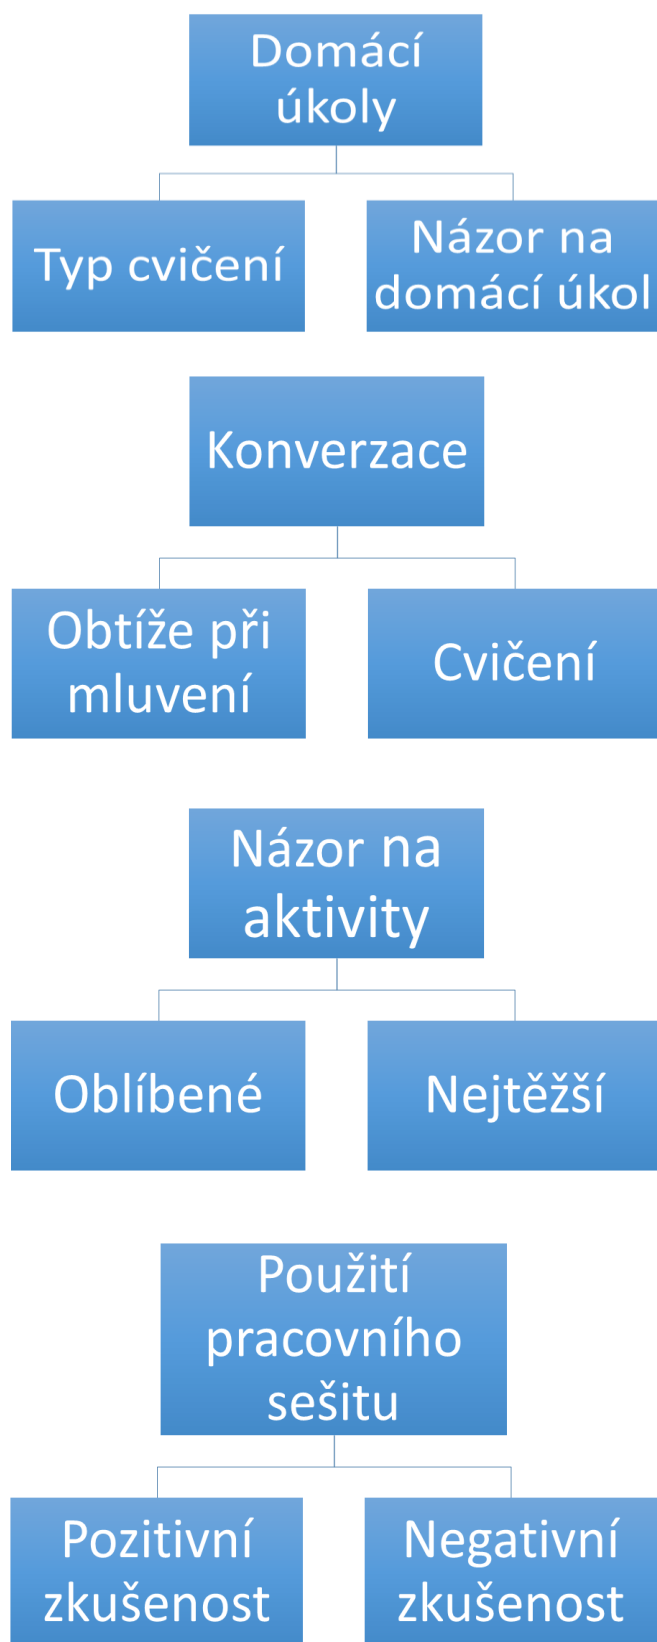 Domácí
úkoly
Typ cvičení
Názor na
domácí úkol
Konverzace
Obtíže při
mluvení
Cvičení
Názor na
aktivity
Oblíbené
Nejtěžší
Použití
pracovního
sešitu
Pozitivní
zkušenost
Negativní
zkušenost